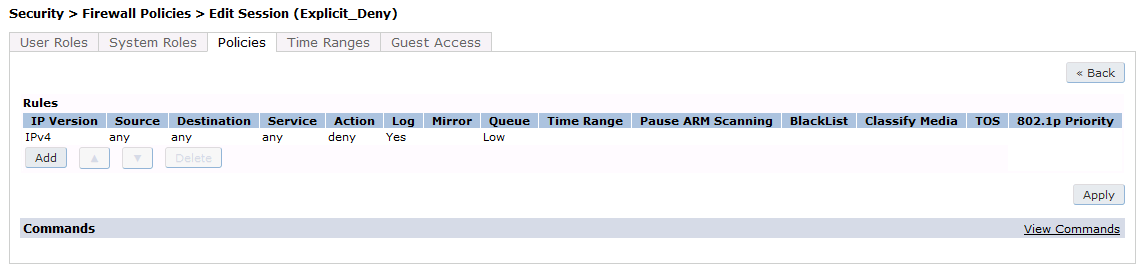 Security > Firewall Policies > Edit Session (Explicit_Deny)
User Roles System Roles Policies Time Ranges Guest Access
« Back
Rules
IP Version Source Destination Service Action Log Mirror Queue Time Range Pause ARM Scanning BlackList Classify Media TOS 802.1p Priority
IPv4 any any any deny Yes Low
Add ▲ ▼ Delete
Apply
Commands View Commands